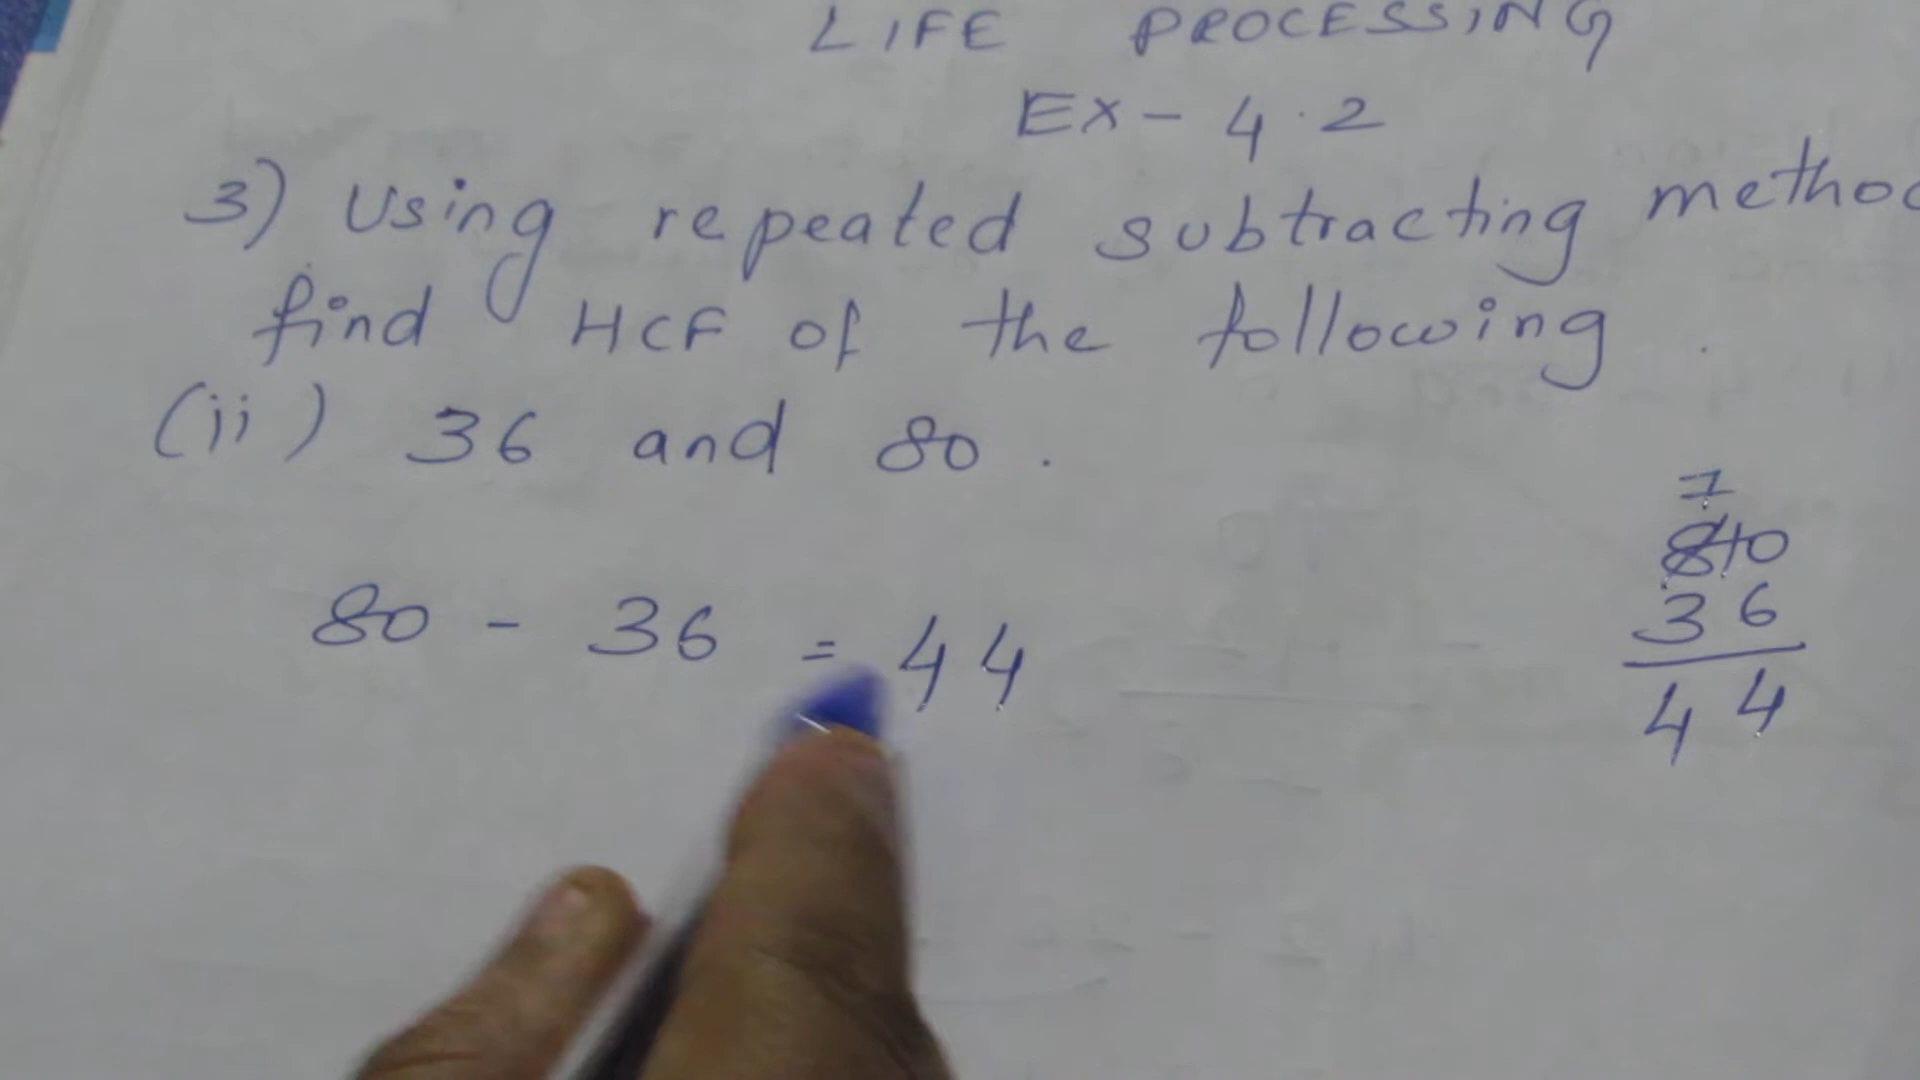 LIFE PROCESSING
EX - 4.2
3) Using repeated subtracting method
find HCF of the following.
(ii) 36 and 80.
80 - 36 = 44
7
810
36
44